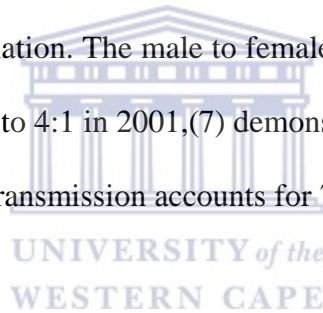 ation. The male to female
to 4:1 in 2001,(7) demons
ransmission accounts for
UNIVERSITY of the
WESTERN CAPE